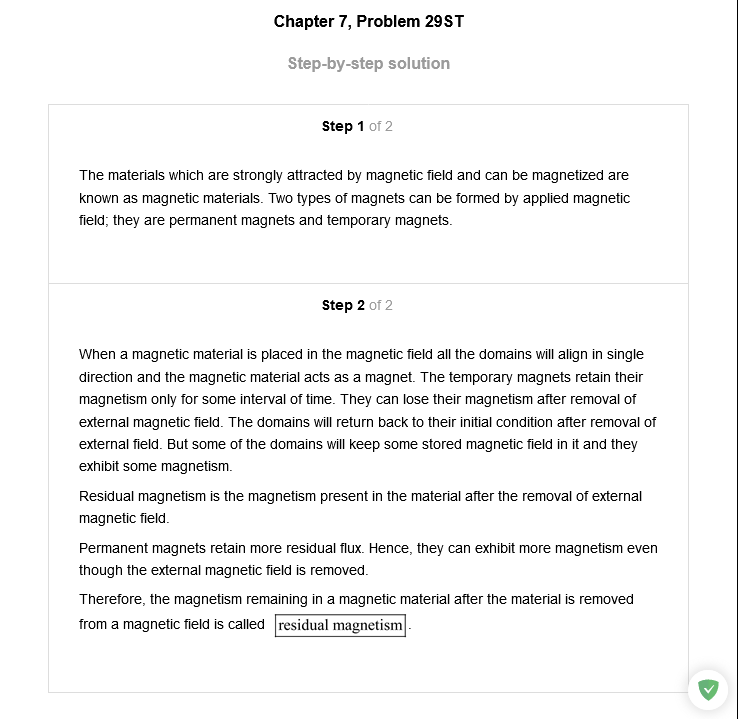 Chapter 7, Problem 29ST
Step-by-step solution
Step 1 of 2
The materials which are strongly attracted by magnetic field and can be magnetized are
known as magnetic materials. Two types of magnets can be formed by applied magnetic
field; they are permanent magnets and temporary magnets.
Step 2 of 2
When a magnetic material is placed in the magnetic field all the domains will align in single
direction and the magnetic material acts as a magnet. The temporary magnets retain their
magnetism only for some interval of time. They can lose their magnetism after removal of
external magnetic field. The domains will return back to their initial condition after removal of
external field. But some of the domains will keep some stored magnetic field in it and they
exhibit some magnetism.
Residual magnetism is the magnetism present in the material after the removal of external
magnetic field.
Permanent magnets retain more residual flux. Hence, they can exhibit more magnetism even
though the external magnetic field is removed.
Therefore, the magnetism remaining in a magnetic material after the material is removed
from a magnetic field is called residual magnetism.